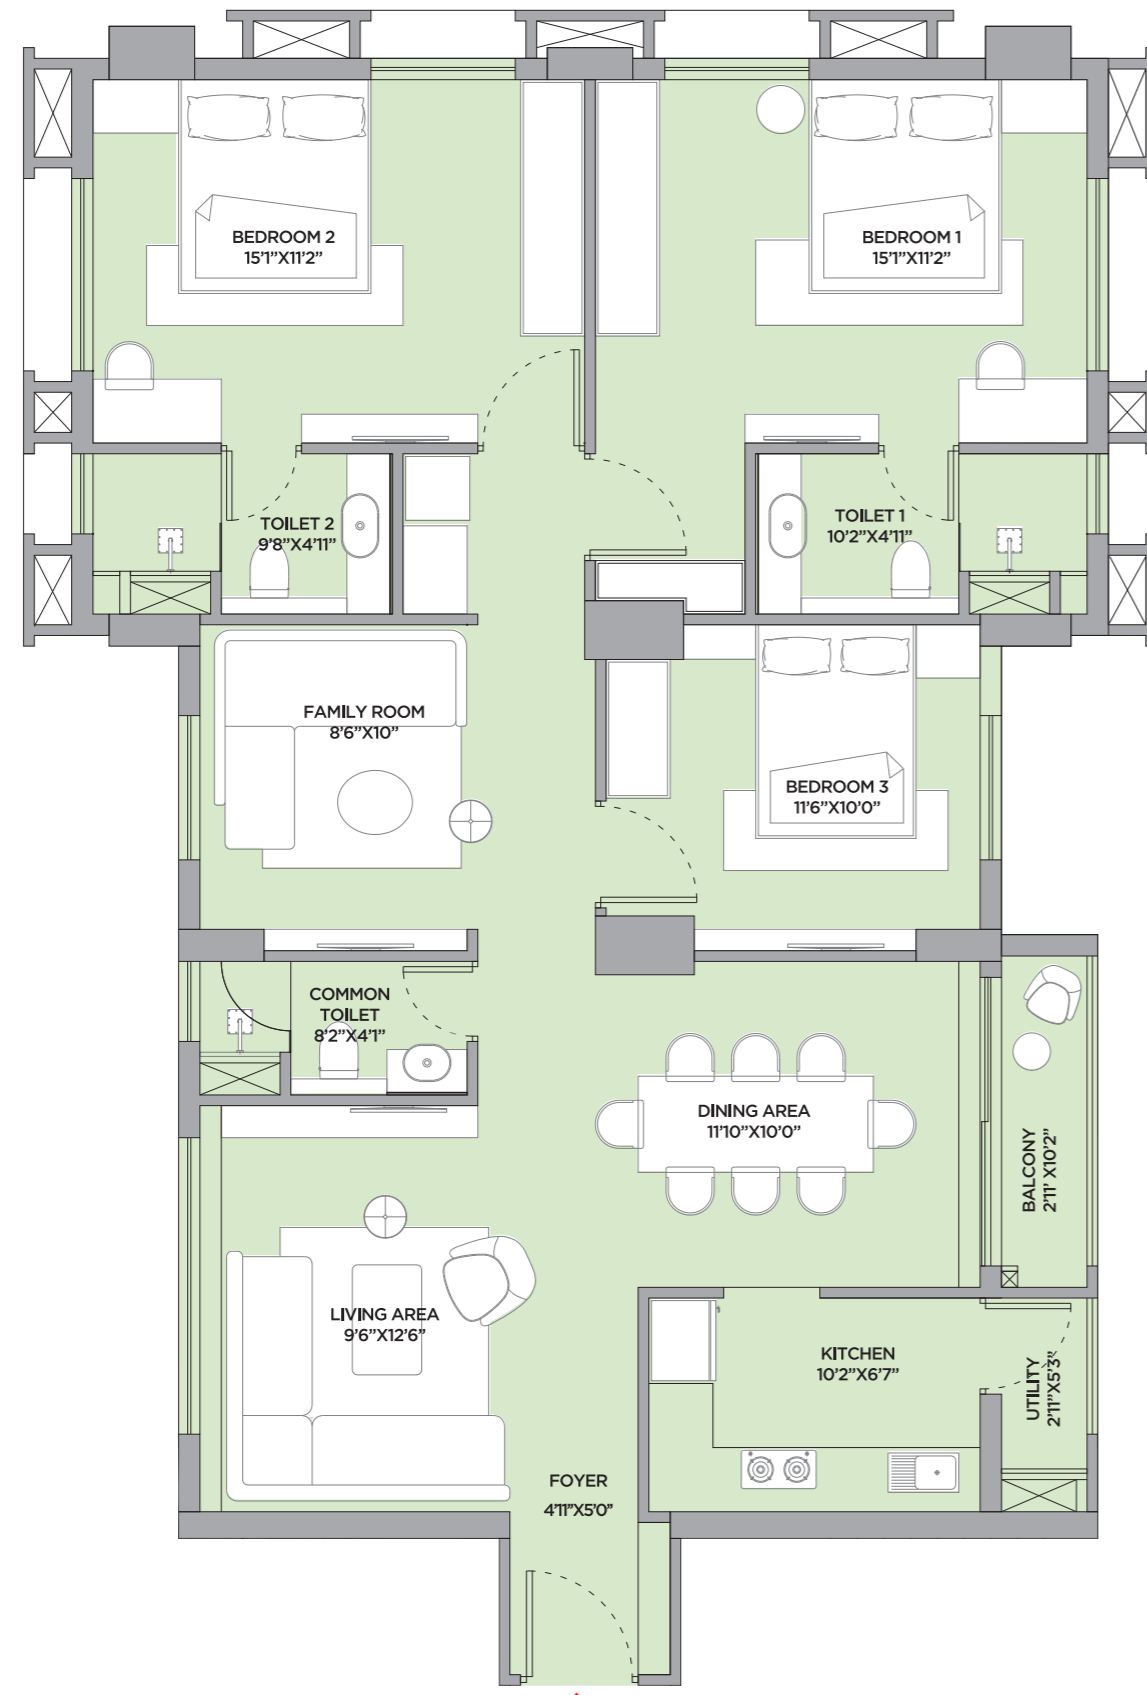 BEDROOM 2
15'1"X11'2"
BEDROOM 1
15'1"X11'2"
TOILET 2
9'8"X4'11"
TOILET 1
10'2"X4'11"
FAMILY ROOM
8'6"X10"
BEDROOM 3
11'6"X10'0"
COMMON
TOILET
8'2"X4'1"
DINING AREA
11'10"X10'0"
BALCONY
2'11' X10'2"
LIVING AREA
9'6"X12'6"
KITCHEN
10'2"X6'7"
UTILITY
2'11"X5'3"
FOYER
4'11"X5'0"